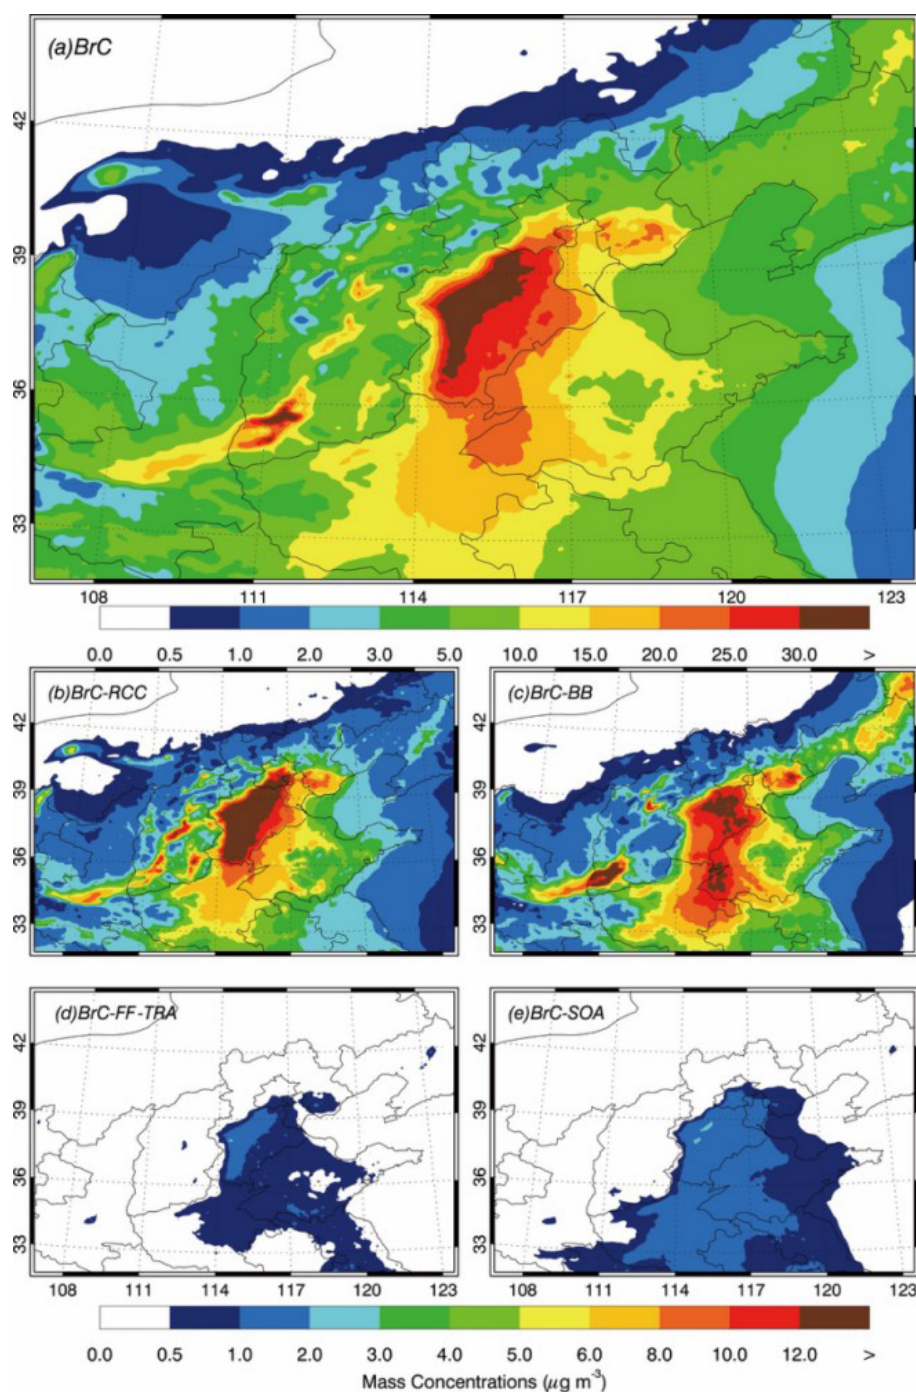 (a)BrC
42
39
36
33
108 111 114 117 120 123
0.0 0.5 1.0 2.0 3.0 5.0 10.0 15.0 20.0 25.0 30.0 >
(b)BrC-RCC (c)BrC-BB
42 42
39 39
36 36
33 33
(d)BrC-FF-TRA (e)BrC-SOA
42 42
39 39
36 36
33 33
108 111 114 117 120 123 108 111 114 117 120 123
0.0 0.5 1.0 2.0 3.0 4.0 5.0 6.0 8.0 10.0 12.0 >
Mass Concentrations (μg m⁻³)